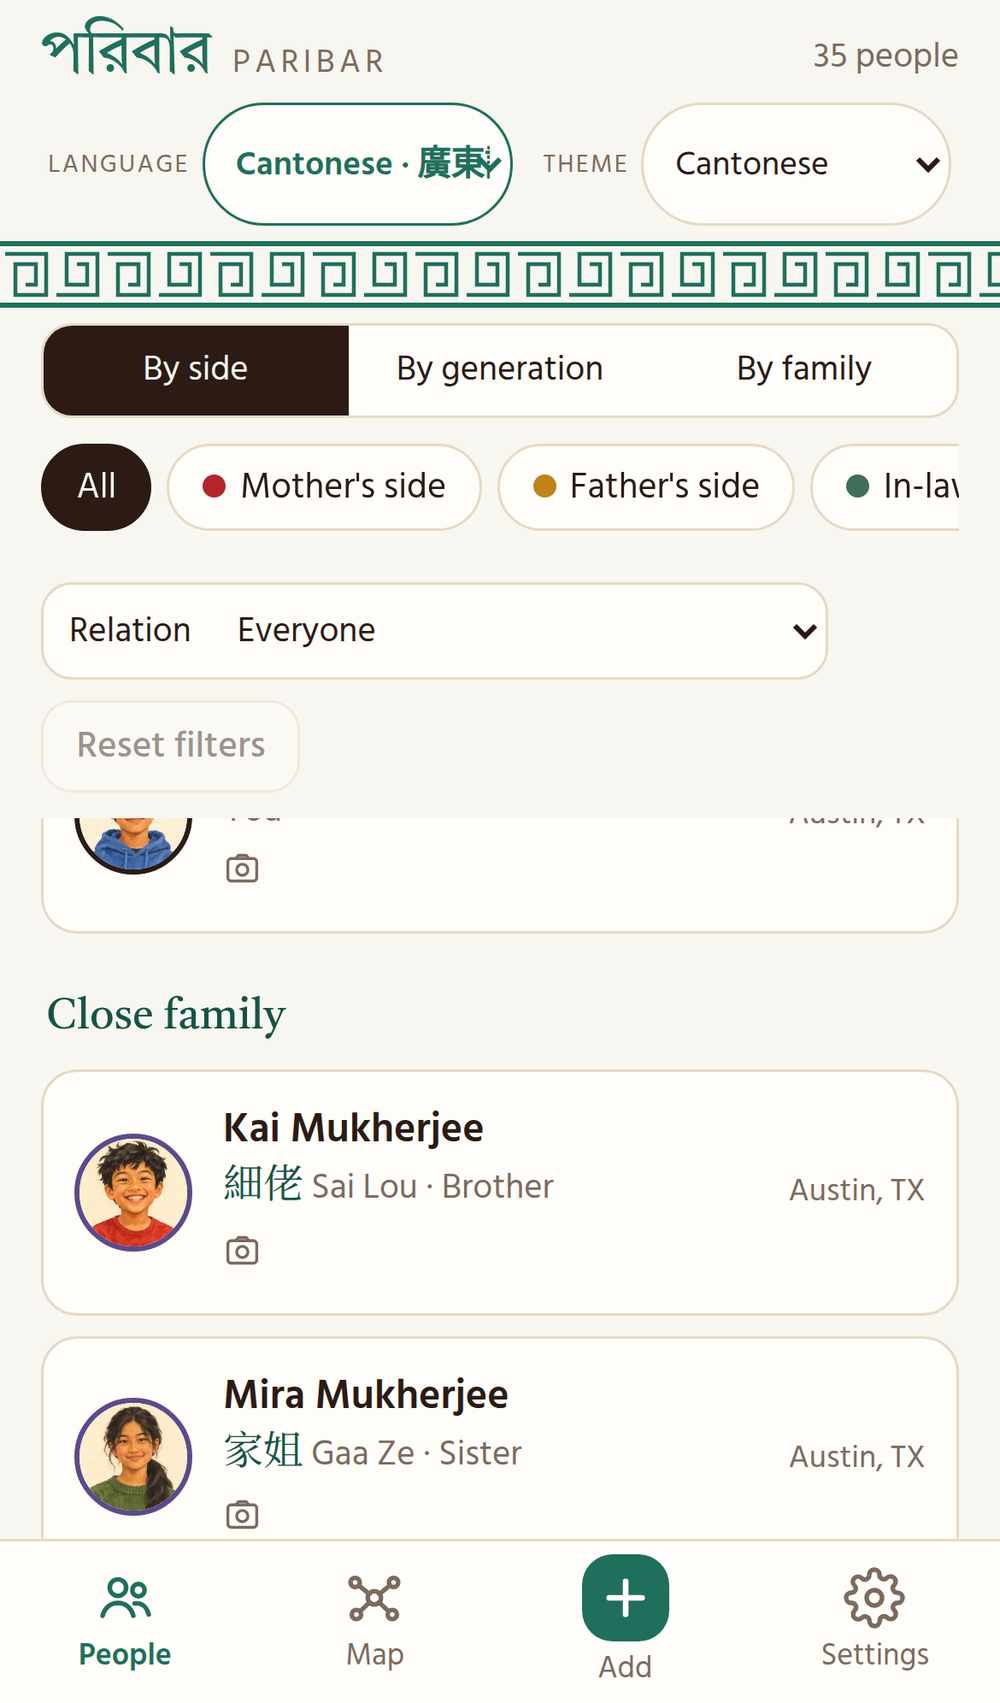 পরিবার PARIBAR
35 people
LANGUAGE Cantonese · 廣東 THEME Cantonese
By side By generation By family
All Mother's side Father's side
Relation Everyone
Reset filters
Austin, TX
Close family
Kai Mukherjee
細佬 Sai Lou · Brother
Austin, TX
Mira Mukherjee
家姐 Gaa Ze · Sister
Austin, TX
People Map Add Settings